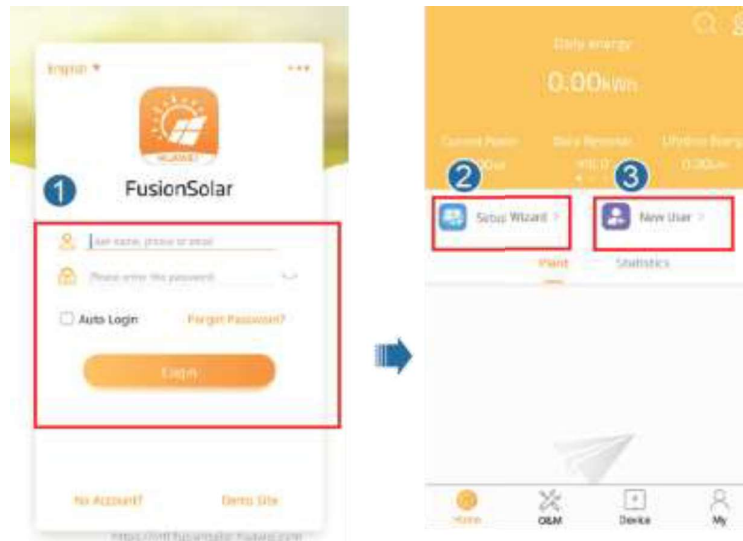 English
HUAWEI
1
FusionSolar
User name, phone or email
Please enter the password
Auto Login
Forgot Password?
Login
No Account?
Demo Site
Daily energy
0.00kWh
Current Power
Lifetime Energy
2
3
Setup Wizard >
New User >
Plant
Statistics
Home
O&M
Device
My